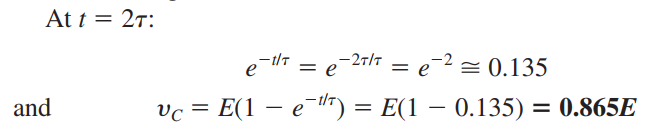 At t = 2τ:
e^{-t/τ} = e^{-2τ/τ} = e^{-2} ≅ 0.135
and v_C = E(1 − e^{-t/τ}) = E(1 − 0.135) = 0.865E